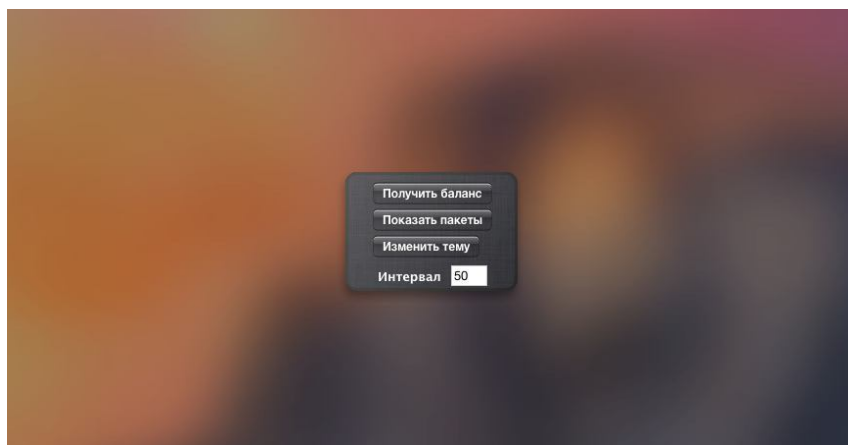 Получить баланс
Показать пакеты
Изменить тему
Интервал 50